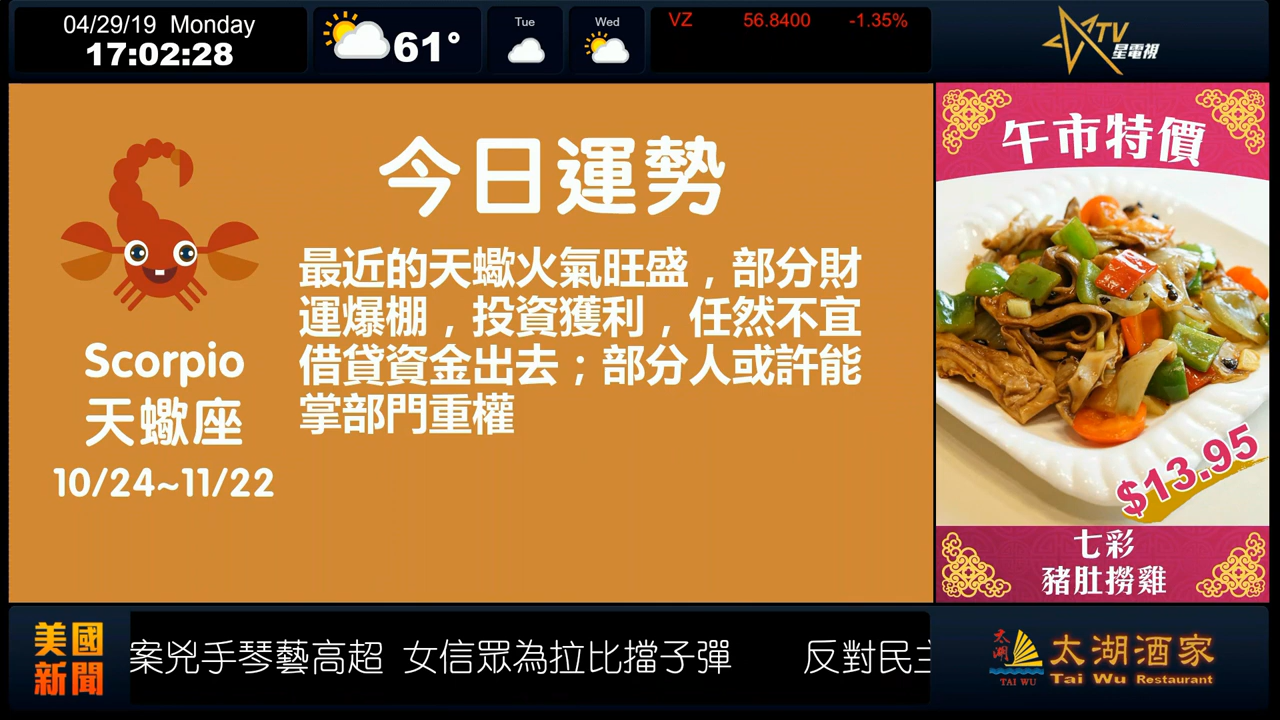 04/29/19 Monday
17:02:28
61°
Tue
Wed
VZ 56.8400 -1.35%
TV
星電視
今日運勢
最近的天蠍火氣旺盛，部分財
運爆棚，投資獲利，任然不宜
借貸資金出去；部分人或許能
掌部門重權
Scorpio
天蠍座
10/24~11/22
午市特價
$13.95
七彩
豬肚撈雞
美國
新聞
案兇手琴藝高超 女信眾為拉比擋子彈 反對民主
太湖
TAI WU
太湖酒家
Tai Wu Restaurant